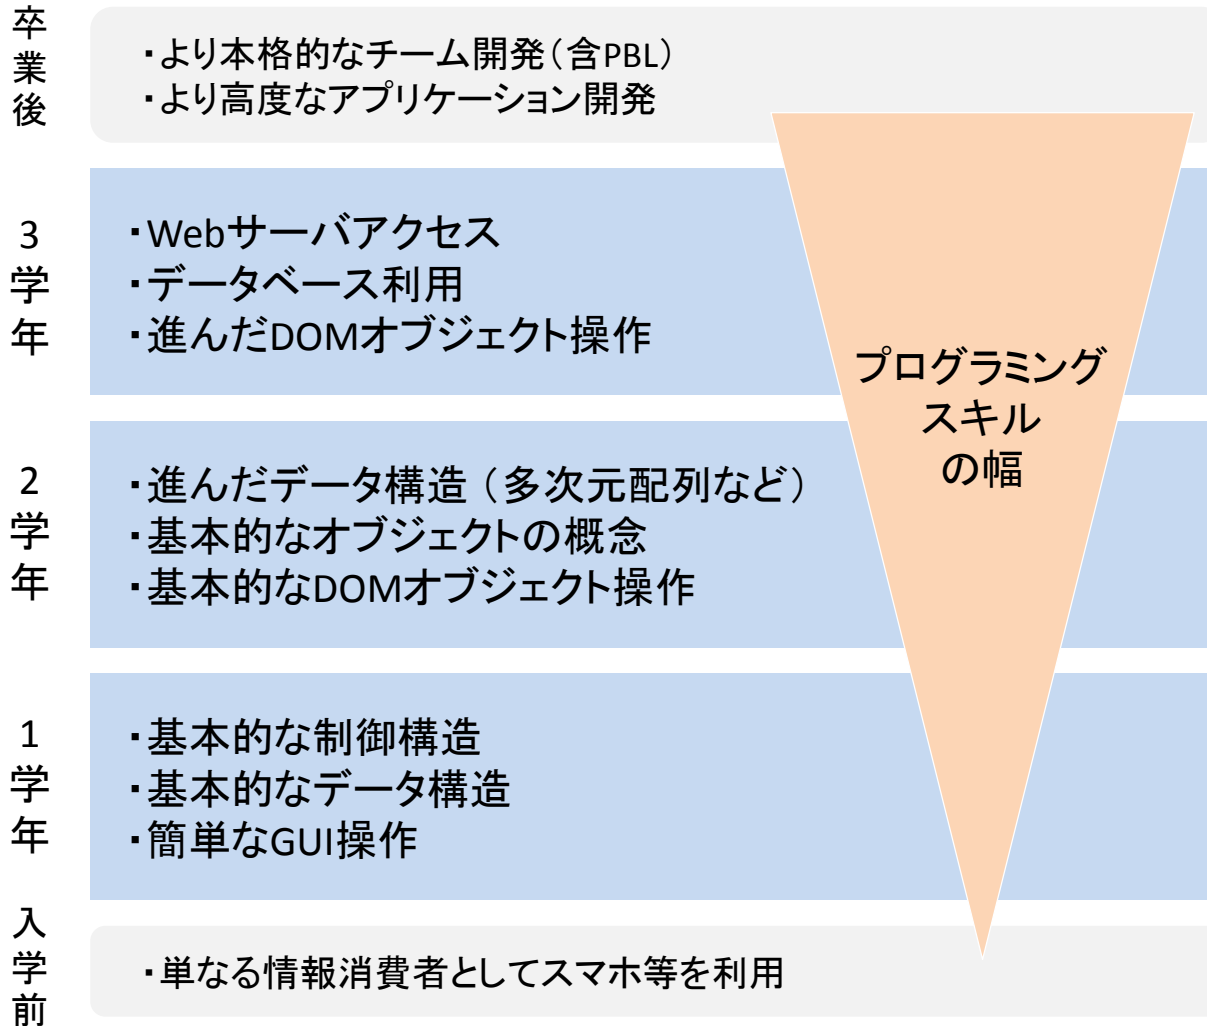 卒業後
・より本格的なチーム開発（含PBL）
・より高度なアプリケーション開発
3学年
・Webサーバアクセス
・データベース利用
・進んだDOMオブジェクト操作
プログラミング
スキル
の幅
2学年
・進んだデータ構造（多次元配列など）
・基本的なオブジェクトの概念
・基本的なDOMオブジェクト操作
1学年
・基本的な制御構造
・基本的なデータ構造
・簡単なGUI操作
入学前
・単なる情報消費者としてスマホ等を利用